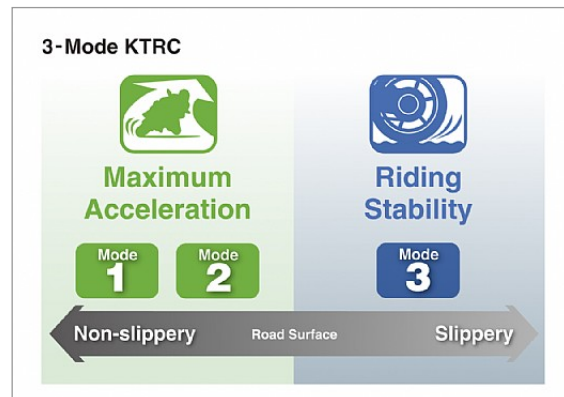 3-Mode KTRC
Maximum
Acceleration
Riding
Stability
Mode
1
Mode
2
Mode
3
Non-slippery
Road Surface
Slippery